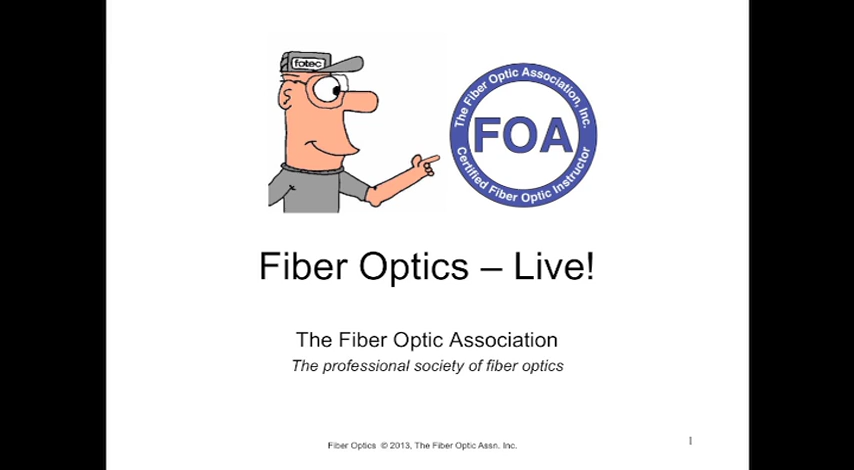 fotec
The Fiber Optic Association, Inc.
FOA
Certified Fiber Optic Instructor
Fiber Optics – Live!
The Fiber Optic Association
The professional society of fiber optics
Fiber Optics © 2013, The Fiber Optic Assn. Inc.
1